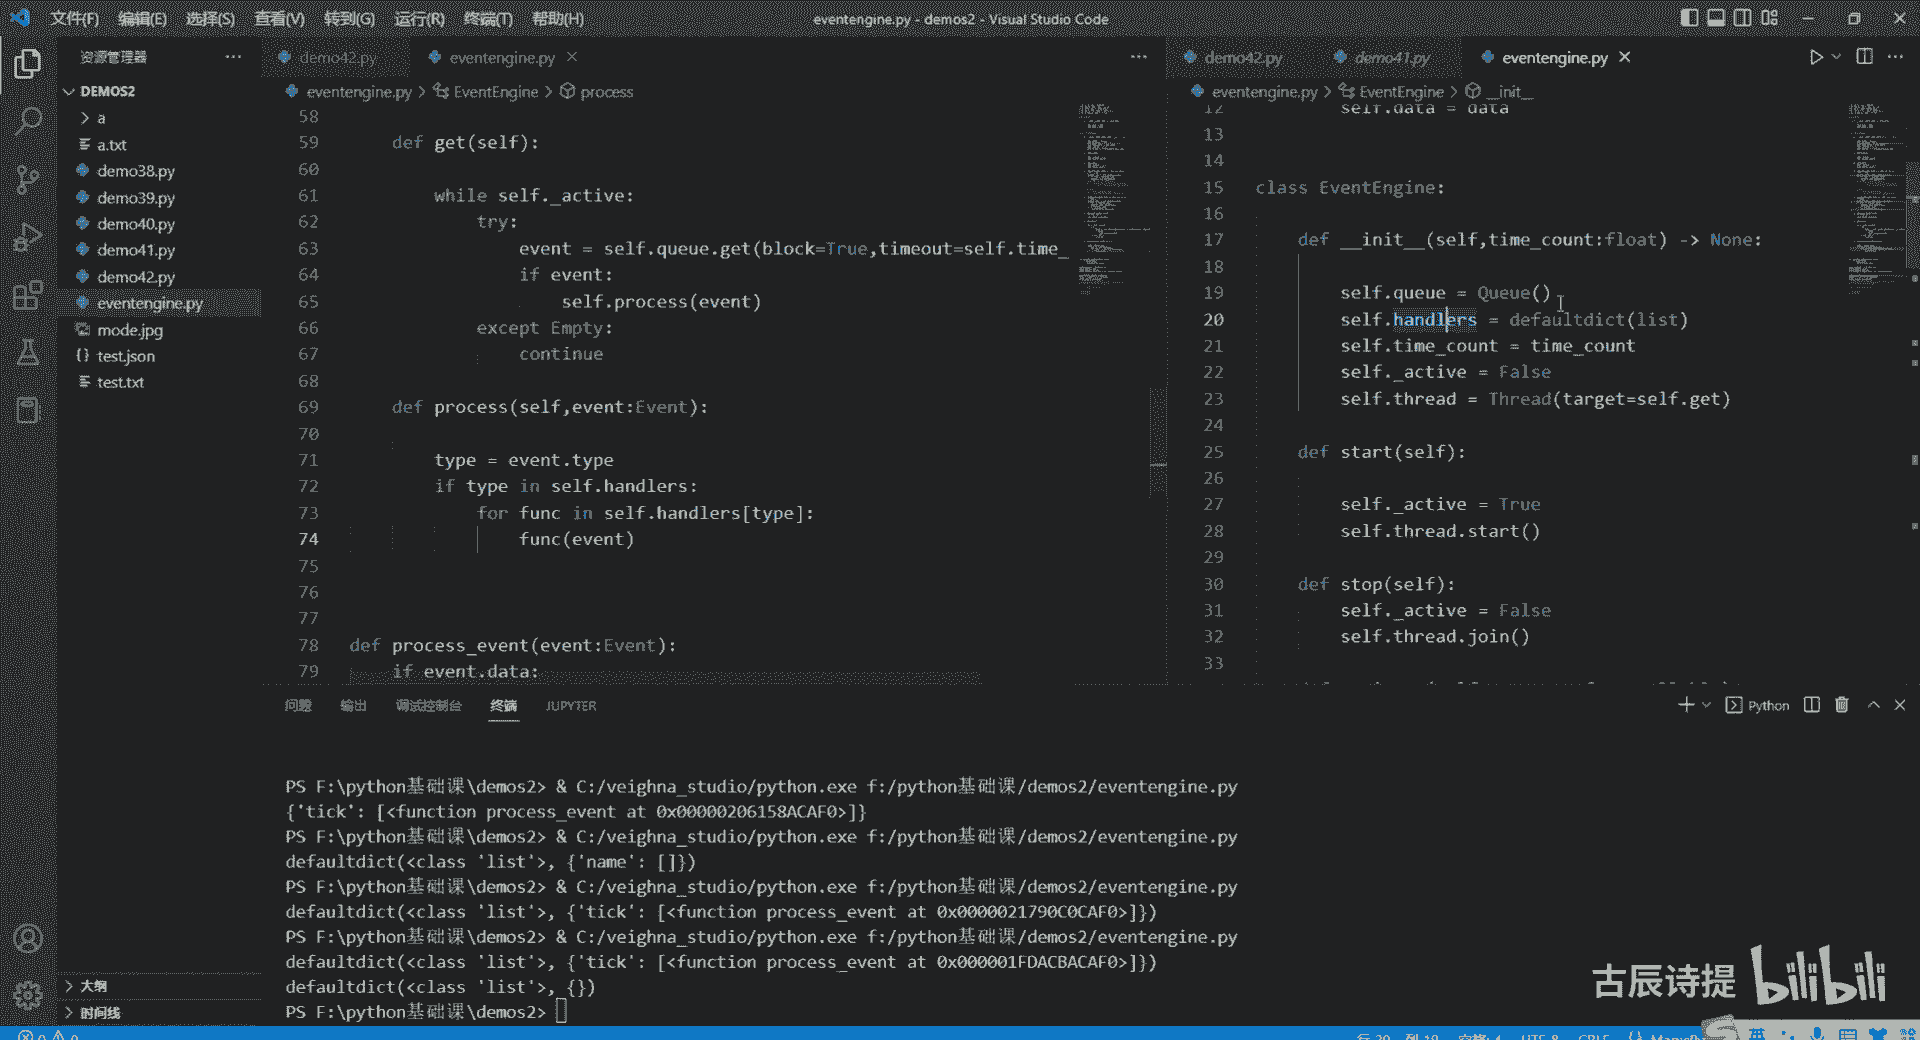 文件(F) 编辑(E) 选择(S) 查看(V) 转到(G) 运行(R) 终端(T) 帮助(H)
eventengine.py - demos2 - Visual Studio Code
资源管理器
DEMOS2
a
a.txt
demo38.py
demo39.py
demo40.py
demo41.py
demo42.py
eventengine.py
mode.jpg
test.json
test.txt
大纲
时间线
demo42.py eventengine.py
eventengine.py > EventEngine > process
58
59 def get(self):
60
61 while self._active:
62 try:
63 event = self.queue.get(block=True,timeout=self.time_
64 if event:
65 self.process(event)
66 except Empty:
67 continue
68
69 def process(self,event:Event):
70
71 type = event.type
72 if type in self.handlers:
73 for func in self.handlers[type]:
74 func(event)
75
76
77
78 def process_event(event:Event):
79 if event.data:
demo42.py demo41.py eventengine.py
eventengine.py > EventEngine > __init__
12 self.data = data
13
14
15 class EventEngine:
16
17 def __init__(self,time_count:float) -> None:
18
19 self.queue = Queue()
20 self.handlers = defaultdict(list)
21 self.time_count = time_count
22 self._active = False
23 self.thread = Thread(target=self.get)
24
25 def start(self):
26
27 self._active = True
28 self.thread.start()
29
30 def stop(self):
31 self._active = False
32 self.thread.join()
33
问题 输出 调试控制台 终端 JUPYTER
Python
PS F:\python基础课\demos2> & C:/veighna_studio/python.exe f:/python基础课/demos2/eventengine.py
{'tick': [<function process_event at 0x00000206158ACAF0>]}
PS F:\python基础课\demos2> & C:/veighna_studio/python.exe f:/python基础课/demos2/eventengine.py
defaultdict(<class 'list'>, {'name': []})
PS F:\python基础课\demos2> & C:/veighna_studio/python.exe f:/python基础课/demos2/eventengine.py
defaultdict(<class 'list'>, {'tick': [<function process_event at 0x0000021790C0CAF0>]})
PS F:\python基础课\demos2> & C:/veighna_studio/python.exe f:/python基础课/demos2/eventengine.py
defaultdict(<class 'list'>, {'tick': [<function process_event at 0x000001FDACBACAF0>]})
defaultdict(<class 'list'>, {})
PS F:\python基础课\demos2>
古辰诗提 bilibili